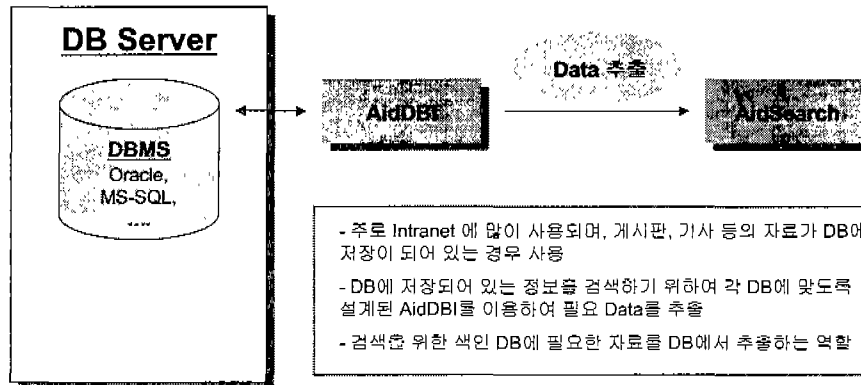 DB Server
DBMS
Oracle,
MS-SQL,
....
AidDBI
Data 추출
AidSearch
- 주로 Intranet 에 많이 사용되며, 게시판, 기사 등의 자료가 DB에
저장이 되어 있는 경우 사용
- DB에 저장되어 있는 정보를 검색하기 위하여 각 DB에 맞도록
설계된 AidDBI를 이용하여 필요 Data를 추출
- 검색을 위한 색인 DB에 필요한 자료를 DB에서 추출하는 역할